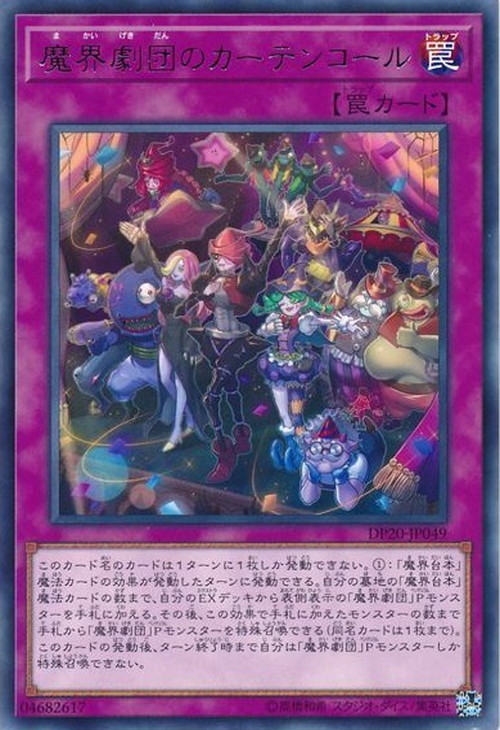 魔界劇団のカーテンコール 罠
【罠カード】
DP20-JP049
このカード名のカードは1ターンに1枚しか発動できない。①:「魔界台本」
魔法カードの効果が発動したターンに発動できる。自分の墓地の「魔界台本」
魔法カードの数まで、自分のEXデッキから表側表示の「魔界劇団」Pモンス
ターを手札に加える。その後、この効果で手札に加えたモンスターの数まで
手札から「魔界劇団」Pモンスターを特殊召喚できる(同名カードは1枚まで)。
このカードの発動後、ターン終了時まで自分は「魔界劇団」Pモンスターしか
特殊召喚できない。
04682617 ©高橋和希 スタジオ・ダイス/集英社